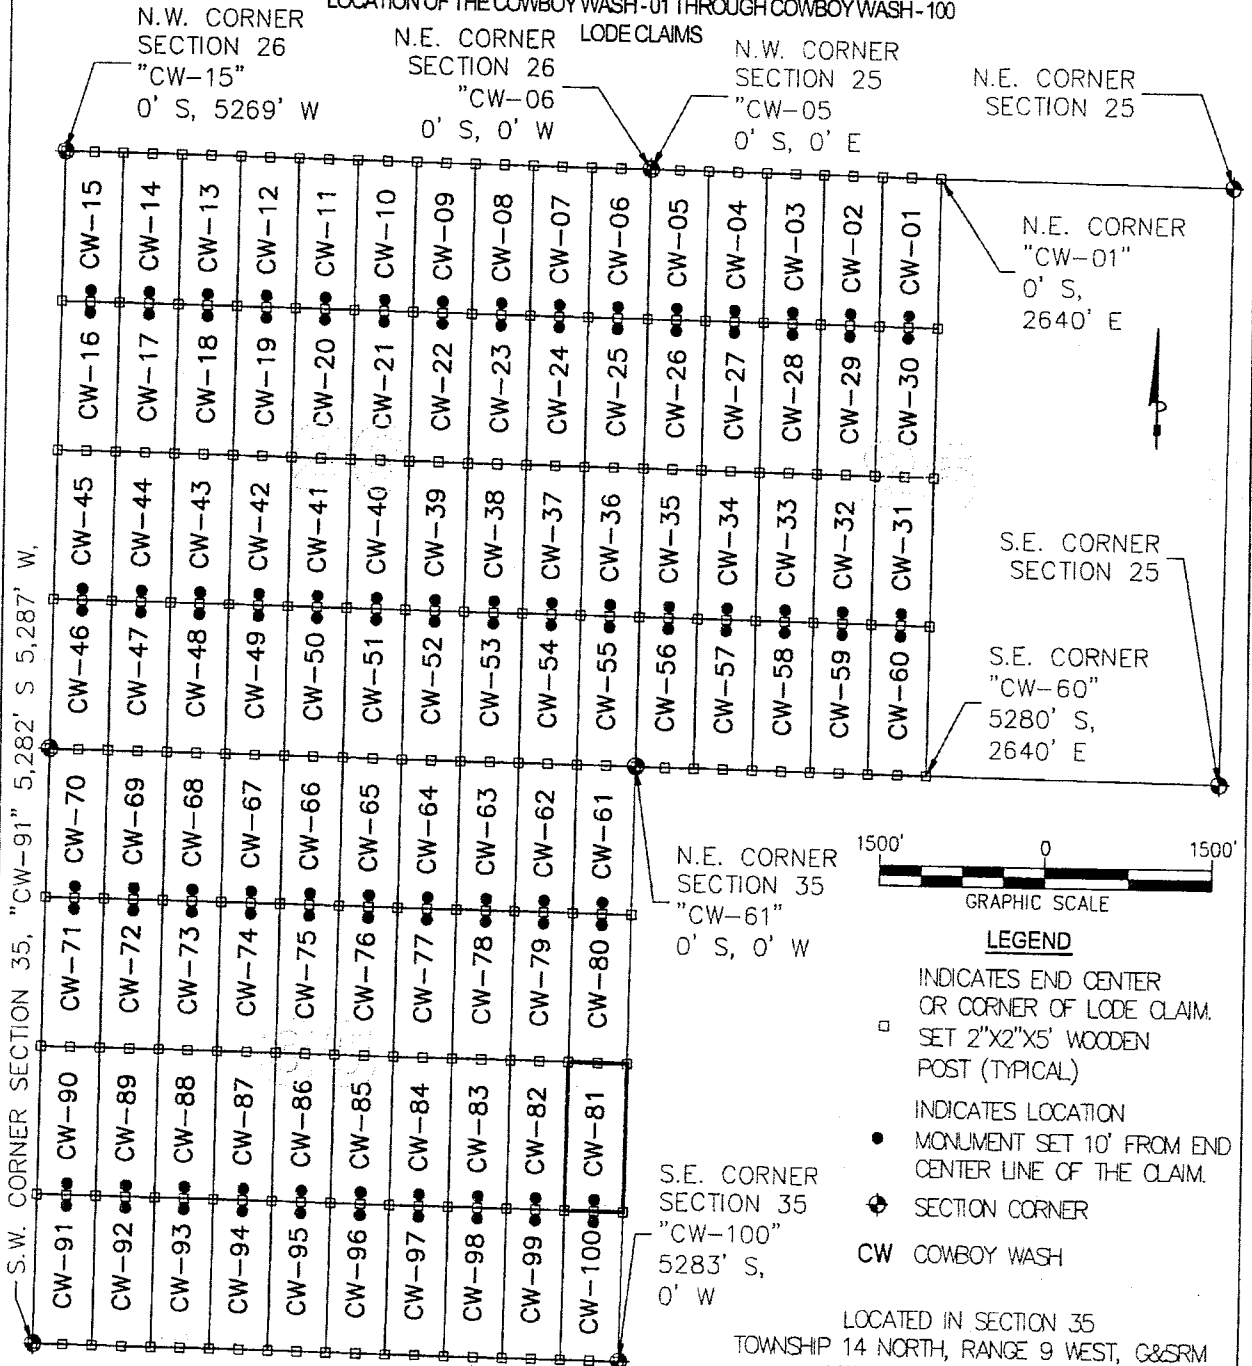 LOCATION OF THE COWBOY WASH-01 THROUGH COWBOY WASH-100
LODE CLAIMS
N.W. CORNER
SECTION 26
"CW-15"
0' S, 5269' W
N.E. CORNER
SECTION 26
"CW-06
0' S, 0' W
N.W. CORNER
SECTION 25
"CW-05
0' S, 0' E
N.E. CORNER
SECTION 25
CW-15
CW-14
CW-13
CW-12
CW-11
CW-10
CW-09
CW-08
CW-07
CW-06
CW-05
CW-04
CW-03
CW-02
CW-01
N.E. CORNER
"CW-01"
0' S,
2640' E
CW-16
CW-17
CW-18
CW-19
CW-20
CW-21
CW-22
CW-23
CW-24
CW-25
CW-26
CW-27
CW-28
CW-29
CW-30
CW-45
CW-44
CW-43
CW-42
CW-41
CW-40
CW-39
CW-38
CW-37
CW-36
CW-35
CW-34
CW-33
CW-32
CW-31
S.E. CORNER
SECTION 25
CW-46
CW-47
CW-48
CW-49
CW-50
CW-51
CW-52
CW-53
CW-54
CW-55
CW-56
CW-57
CW-58
CW-59
CW-60
S.E. CORNER
"CW-60"
5280' S,
2640' E
CW-70
CW-69
CW-68
CW-67
CW-66
CW-65
CW-64
CW-63
CW-62
CW-61
N.E. CORNER
SECTION 35
"CW-61"
0' S, 0' W
CW-71
CW-72
CW-73
CW-74
CW-75
CW-76
CW-77
CW-78
CW-79
CW-80
CW-90
CW-89
CW-88
CW-87
CW-86
CW-85
CW-84
CW-83
CW-82
CW-81
CW-91
CW-92
CW-93
CW-94
CW-95
CW-96
CW-97
CW-98
CW-99
CW-100
S.E. CORNER
SECTION 35
"CW-100"
5283' S,
0' W
S.W. CORNER SECTION 35, "CW-91" 5,282' S 5,287' W,
1500' 0 1500'
GRAPHIC SCALE
LEGEND
INDICATES END CENTER
OR CORNER OF LODE CLAIM.
SET 2"X2"X5' WOODEN
POST (TYPICAL)
INDICATES LOCATION
MONUMENT SET 10' FROM END
CENTER LINE OF THE CLAIM.
SECTION CORNER
CW COWBOY WASH
LOCATED IN SECTION 35
TOWNSHIP 14 NORTH, RANGE 9 WEST, G&SRM